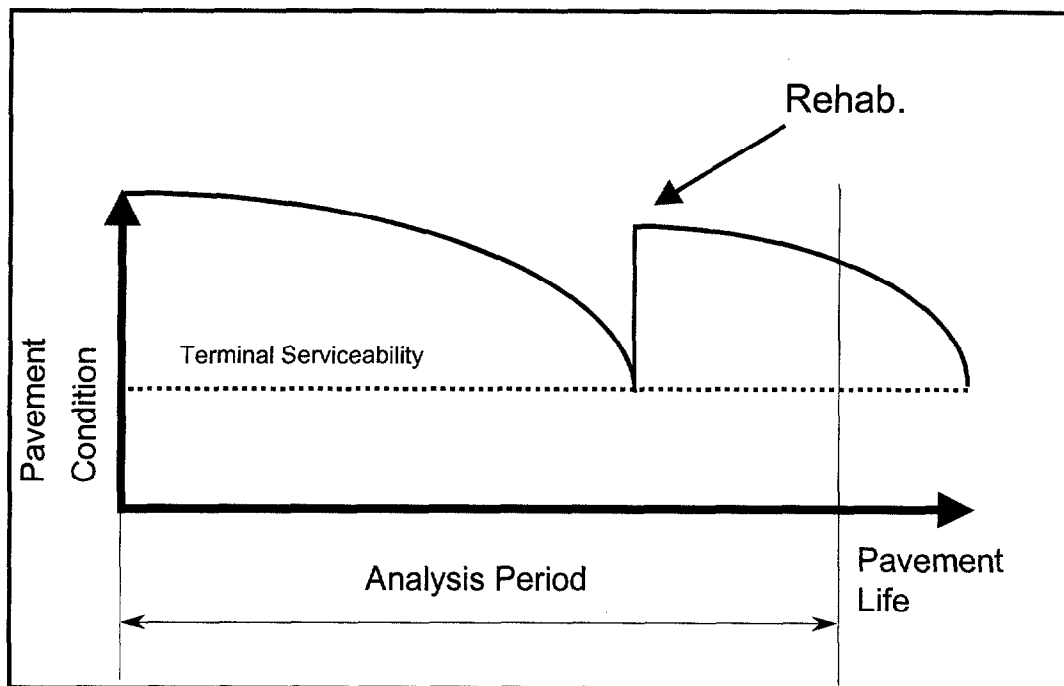 Rehab.
Terminal Serviceability
Pavement
Condition
Analysis Period
Pavement
Life